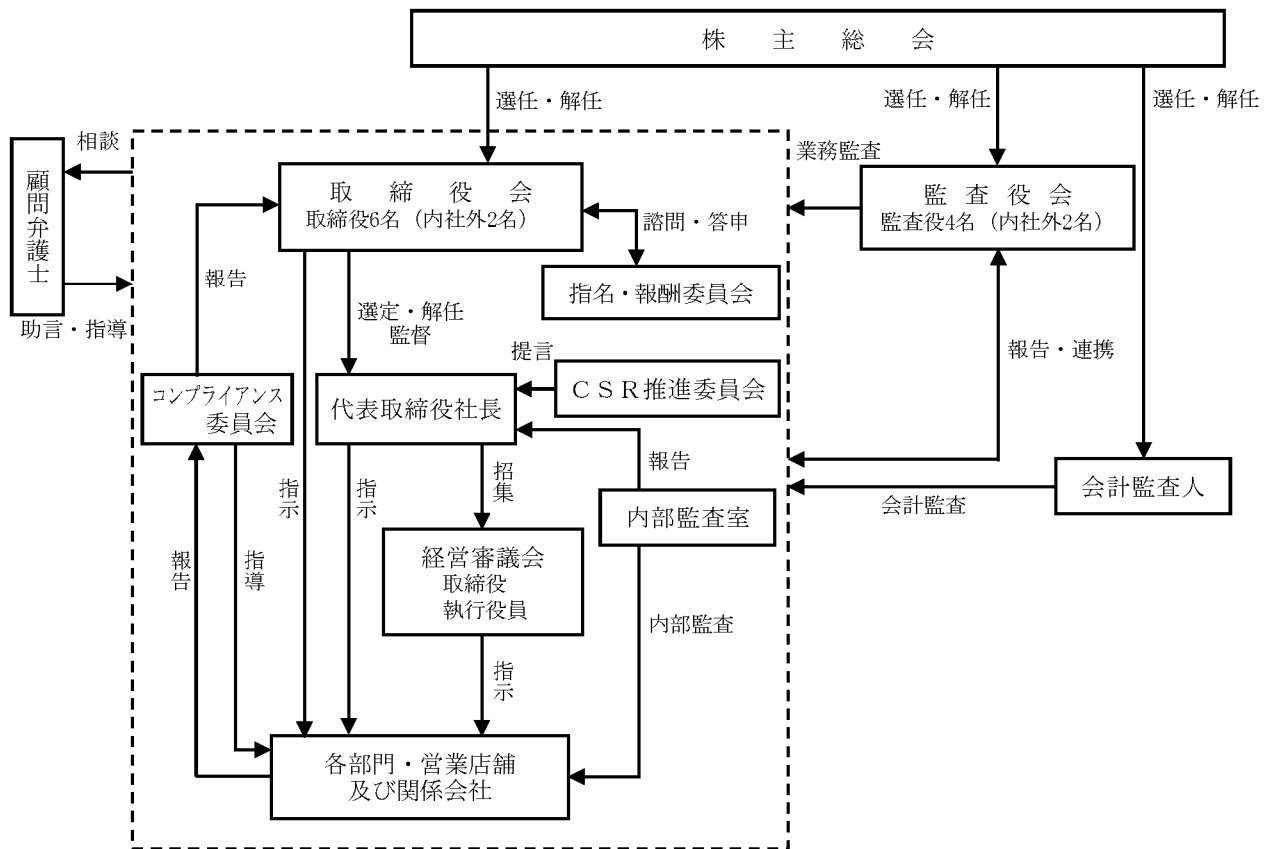 株主総会
選任・解任
選任・解任
選任・解任
相談
業務監査
顧問弁護士
取締役会
取締役6名（内社外2名）
監査役会
監査役4名（内社外2名）
諮問・答申
報告
指名・報酬委員会
助言・指導
選定・解任
監督
提言
報告・連携
コンプライアンス
委員会
代表取締役社長
ＣＳＲ推進委員会
報告
招集
指示
指示
内部監査室
会計監査人
会計監査
経営審議会
取締役
執行役員
報告
指導
内部監査
指示
各部門・営業店舗
及び関係会社